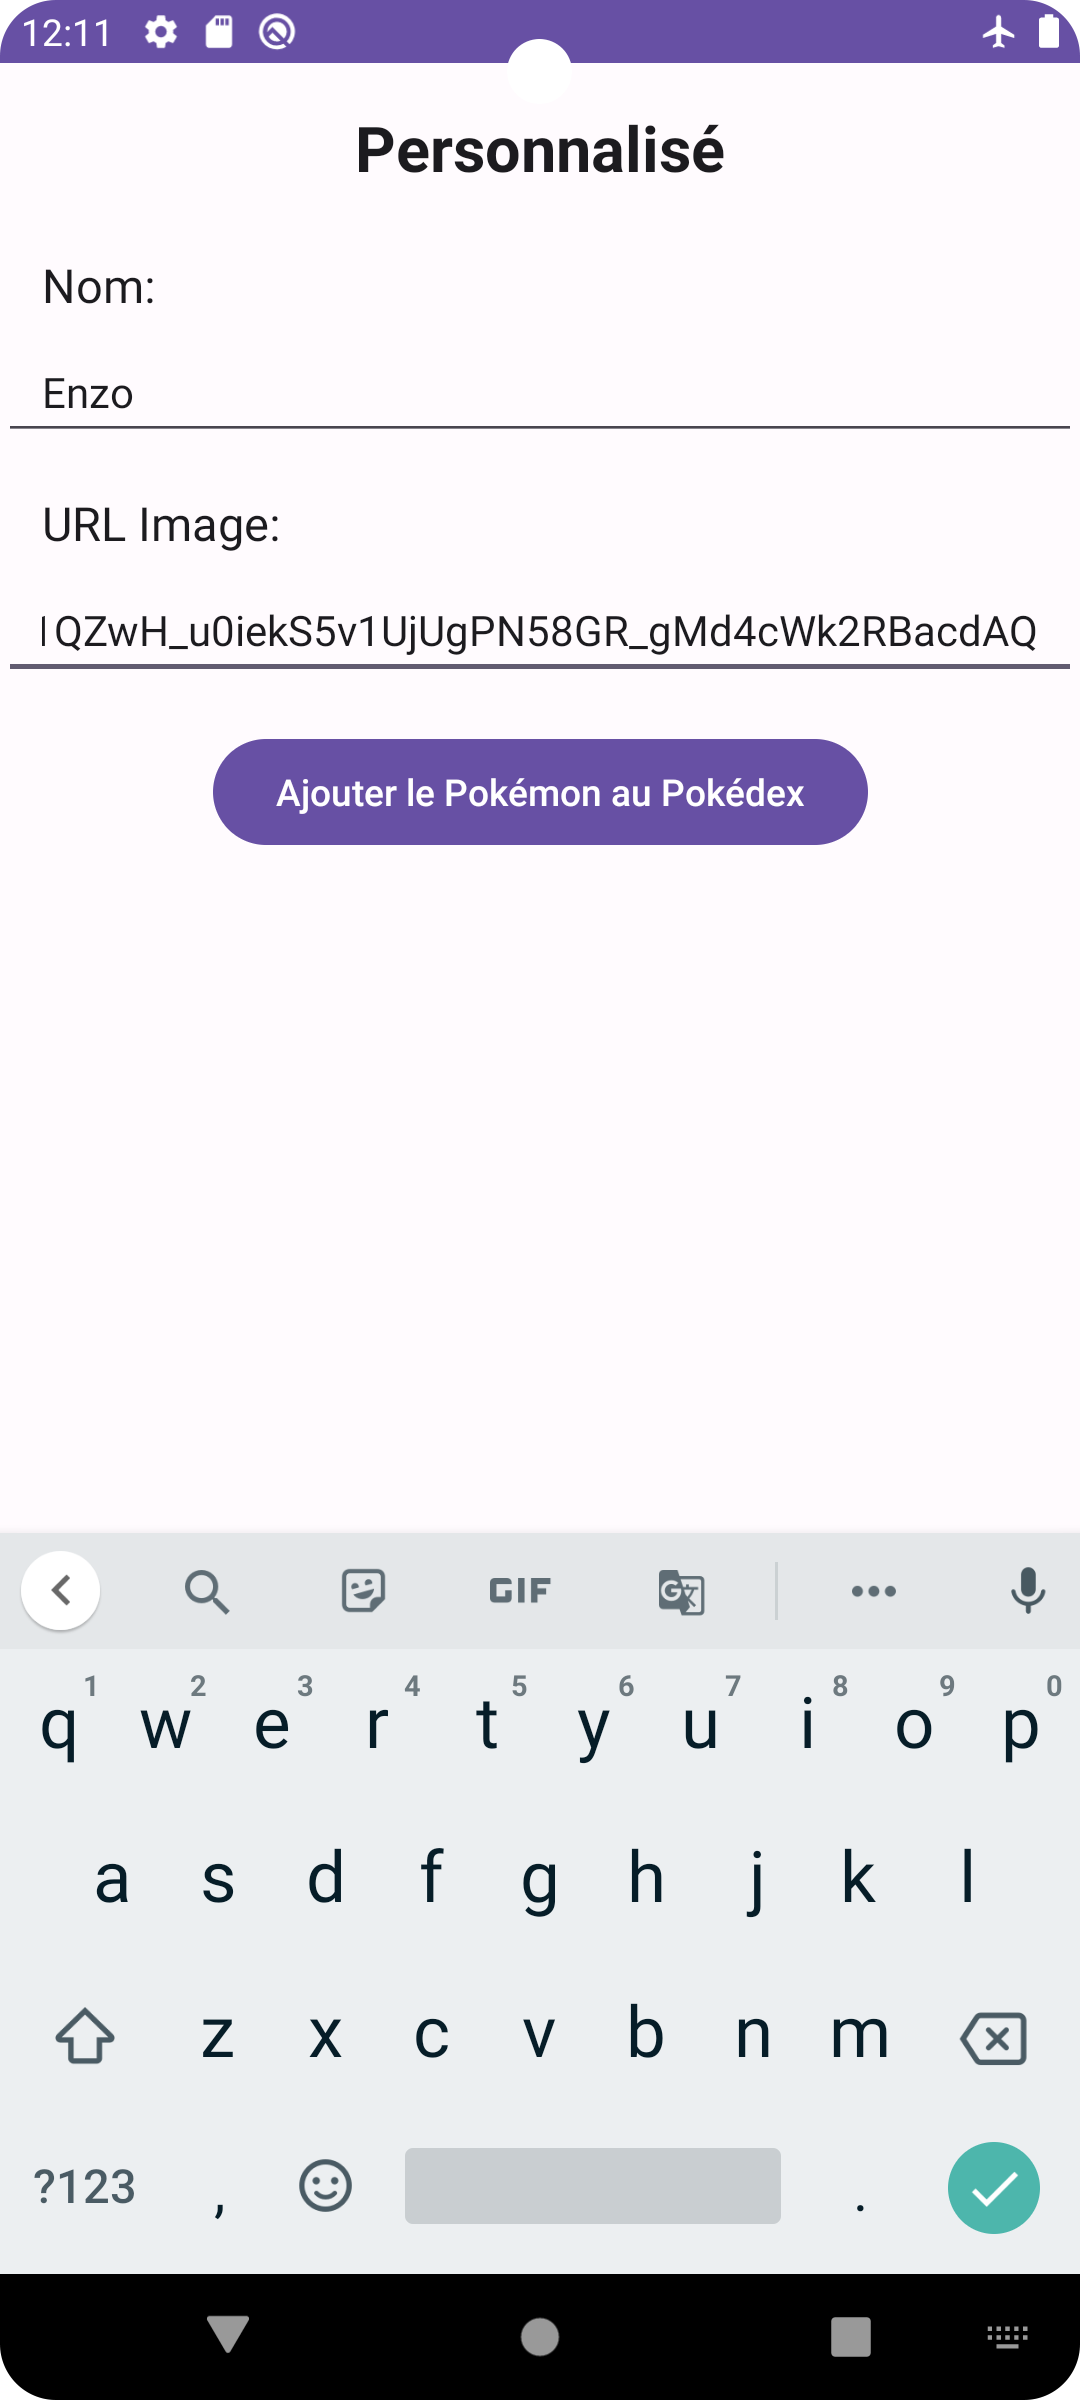 12:11
Personnalisé
Nom:
Enzo
URL Image:
QZwH_u0iekS5v1UjUgPN58GR_gMd4cWk2RBacdAQ
Ajouter le Pokémon au Pokédex
GIF G
1 2 3 4 5 6 7 8 9 0
q w e r t y u i o p
a s d f g h j k l
z x c v b n m
?123 , .